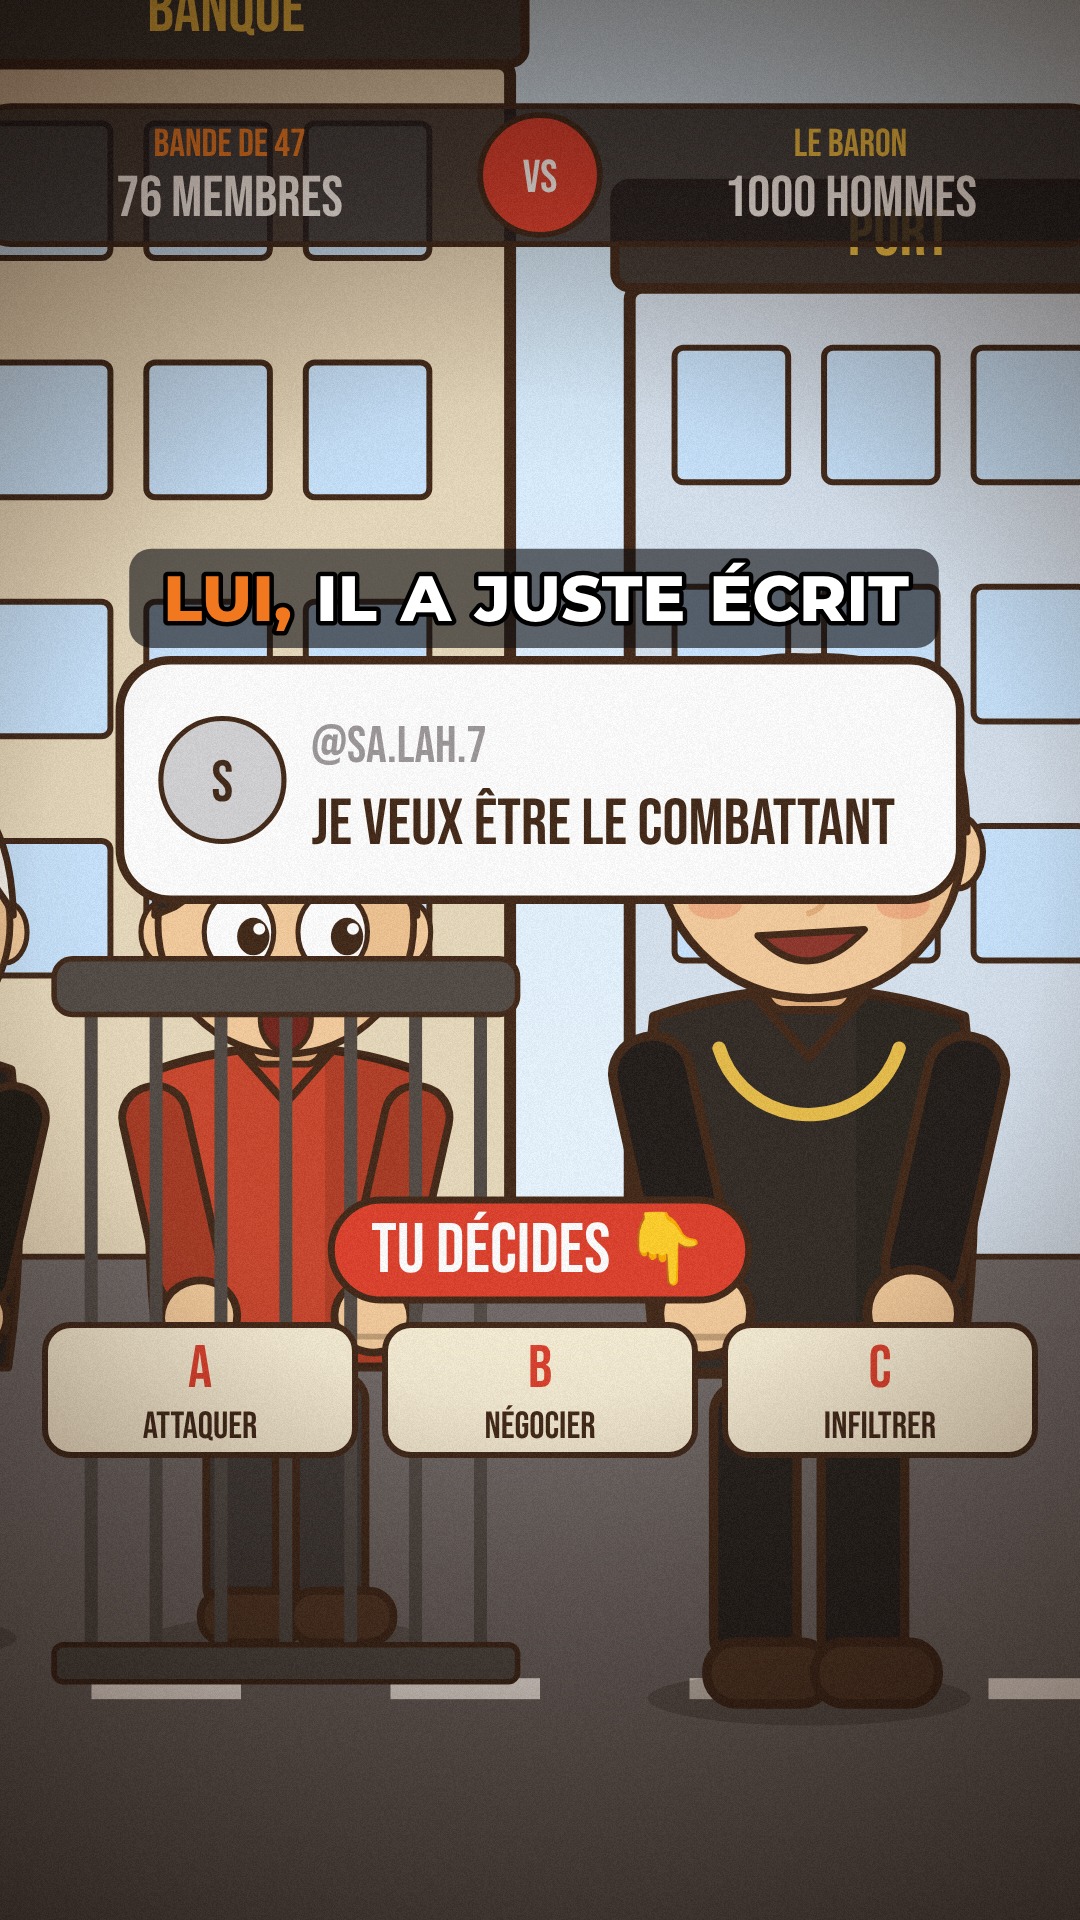 BANQUE
BANDE DE 47
76 MEMBRES
VS
LE BARON
1000 HOMMES
PORT
LUI, IL A JUSTE ÉCRIT
S
@SA.LAH.7
JE VEUX ÊTRE LE COMBATTANT
TU DÉCIDES 👇
A
ATTAQUER
B
NÉGOCIER
C
INFILTRER